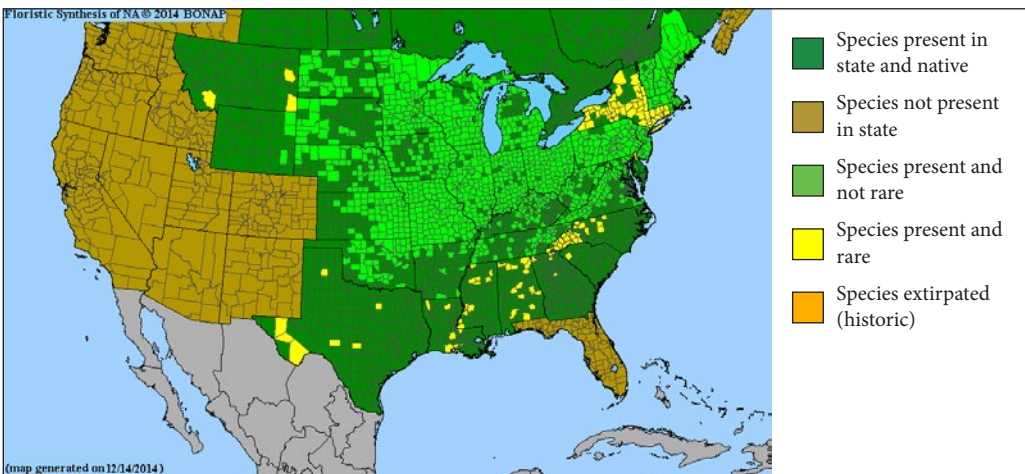 Floristic Synthesis of NA © 2014 BONAP
(map generated on 12/14/2014)
Species present in
state and native
Species not present
in state
Species present and
not rare
Species present and
rare
Species extirpated
(historic)